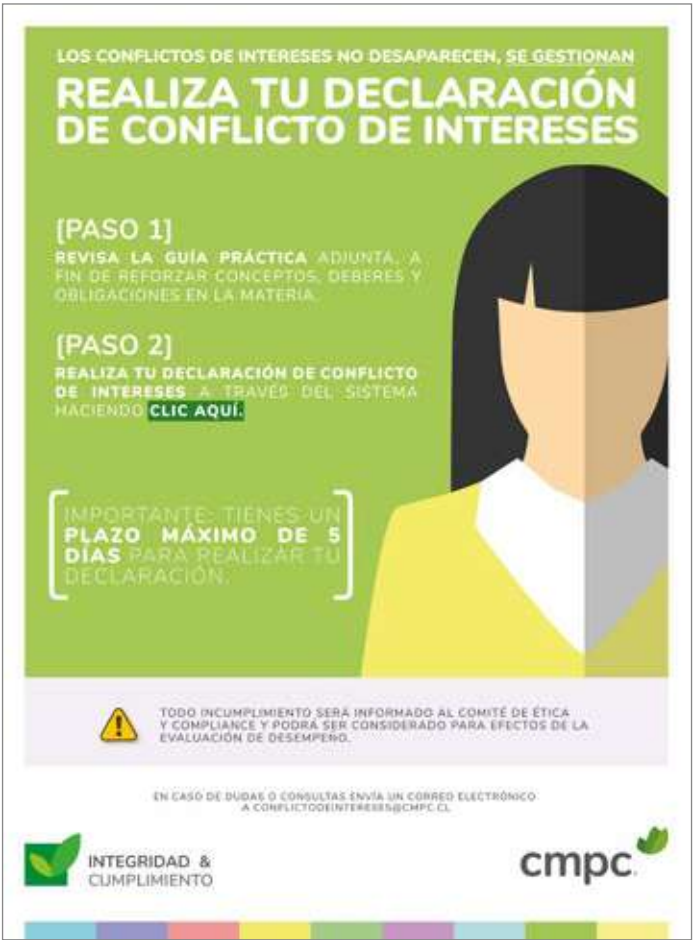 LOS CONFLICTOS DE INTERESES NO DESAPARECEN, SE GESTIONAN
REALIZA TU DECLARACIÓN
DE CONFLICTO DE INTERESES
[PASO 1]
REVISA LA GUÍA PRÁCTICA ADJUNTA, A
FIN DE REFORZAR CONCEPTOS, DEBERES Y
OBLIGACIONES EN LA MATERIA.
[PASO 2]
REALIZA TU DECLARACIÓN DE CONFLICTO
DE INTERESES A TRAVÉS DEL SISTEMA
HACIENDO CLIC AQUÍ.
IMPORTANTE: TIENES UN
PLAZO MÁXIMO DE 5
DÍAS PARA REALIZAR TU
DECLARACIÓN.
TODO INCUMPLIMIENTO SERÁ INFORMADO AL COMITÉ DE ÉTICA
Y COMPLIANCE Y PODRÁ SER CONSIDERADO PARA EFECTOS DE LA
EVALUACIÓN DE DESEMPEÑO.
EN CASO DE DUDAS O CONSULTAS ENVÍA UN CORREO ELECTRÓNICO
A CONFLICTODEINTERESES@CMPC.CL
INTEGRIDAD &
CUMPLIMIENTO
cmpc.